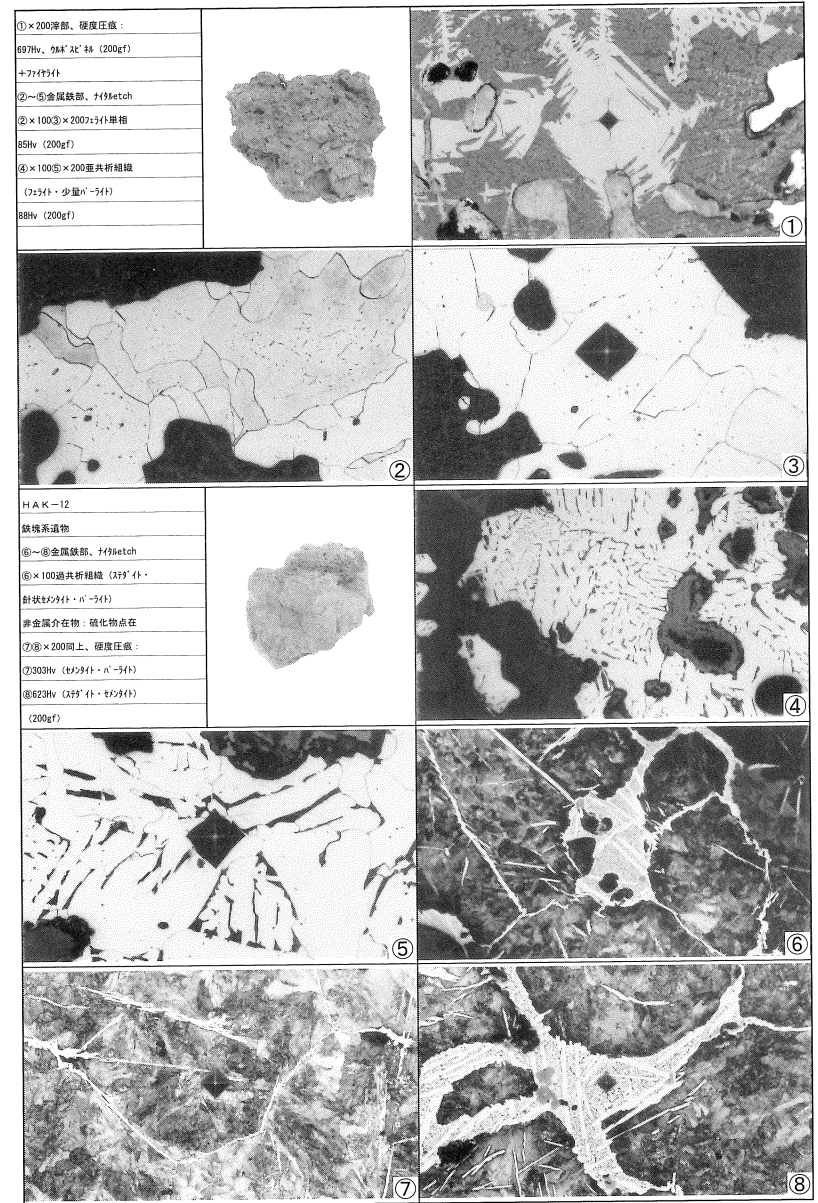 ①×200滓部、硬度圧痕：
697Hv、ｳﾙﾎﾞｽﾋﾟﾈﾙ（200gf）
＋ﾌｧｲﾔﾗｲﾄ
②～⑤金属鉄部、ﾅｲﾀﾙetch
②×100③×200ﾌｪﾗｲﾄ単相
85Hv（200gf）
④×100⑤×200亜共析組織
（ﾌｪﾗｲﾄ・少量ﾊﾟｰﾗｲﾄ）
88Hv（200gf）
①
②
③
ＨＡＫ－12
鉄塊系遺物
⑥～⑧金属鉄部、ﾅｲﾀﾙetch
⑥×100過共析組織（ｽﾃﾀﾞｲﾄ・
針状ｾﾒﾝﾀｲﾄ・ﾊﾟｰﾗｲﾄ）
非金属介在物：硫化物点在
⑦⑧×200同上、硬度圧痕：
⑦303Hv（ｾﾒﾝﾀｲﾄ・ﾊﾟｰﾗｲﾄ）
⑧623Hv（ｽﾃﾀﾞｲﾄ・ｾﾒﾝﾀｲﾄ）
（200gf）
④
⑤
⑥
⑦
⑧